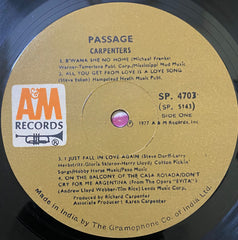 PASSAGE
CARPENTERS
1. B'WANA SHE NO HOME (Michael Franks)
Warner-Tamerlane Publ. Corp./Mississippi Mud Music
2. ALL YOU GET FROM LOVE IS A LOVE SONG
(Steve Eaton) Hampstead Heath Music Pub.
A&M
RECORDS
SP. 4703
(SP. 5143)
SIDE ONE
℗ 1977 A & M Records, Inc.
3. I JUST FALL IN LOVE AGAIN (Steve Dorff-Larry
Herbstritt-Gloria Sklerov-Harry Lloyd) Cotton Pickin'
Songs/Hobby Horse Music/Peso Music
4. ON THE BALCONY OF THE CASA ROSADA/DON'T
CRY FOR ME ARGENTINA (From The Opera "EVITA")
(Andrew Lloyd Webber/Tim Rice) Leeds Music Corp.
Produced by Richard Carpenter
Associate Producer: Karen Carpenter
Made in India by The Gramophone Co. of India Ltd.